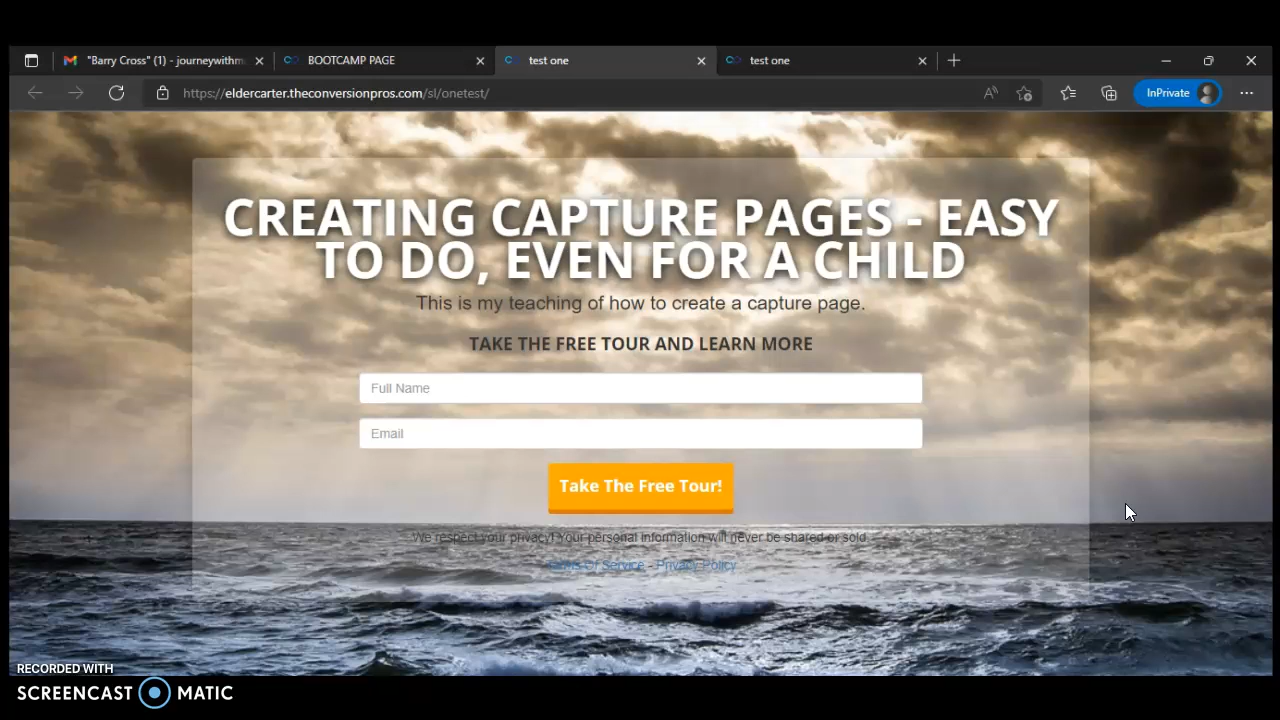 "Barry Cross" (1) - journeywithm
BOOTCAMP PAGE
test one
test one
https://eldercarter.theconversionpros.com/sl/onetest/
InPrivate
CREATING CAPTURE PAGES - EASY
TO DO, EVEN FOR A CHILD
This is my teaching of how to create a capture page.
TAKE THE FREE TOUR AND LEARN MORE
Full Name
Email
Take The Free Tour!
We respect your privacy! Your personal information will never be shared or sold
Terms Of Service - Privacy Policy
RECORDED WITH
SCREENCAST MATIC